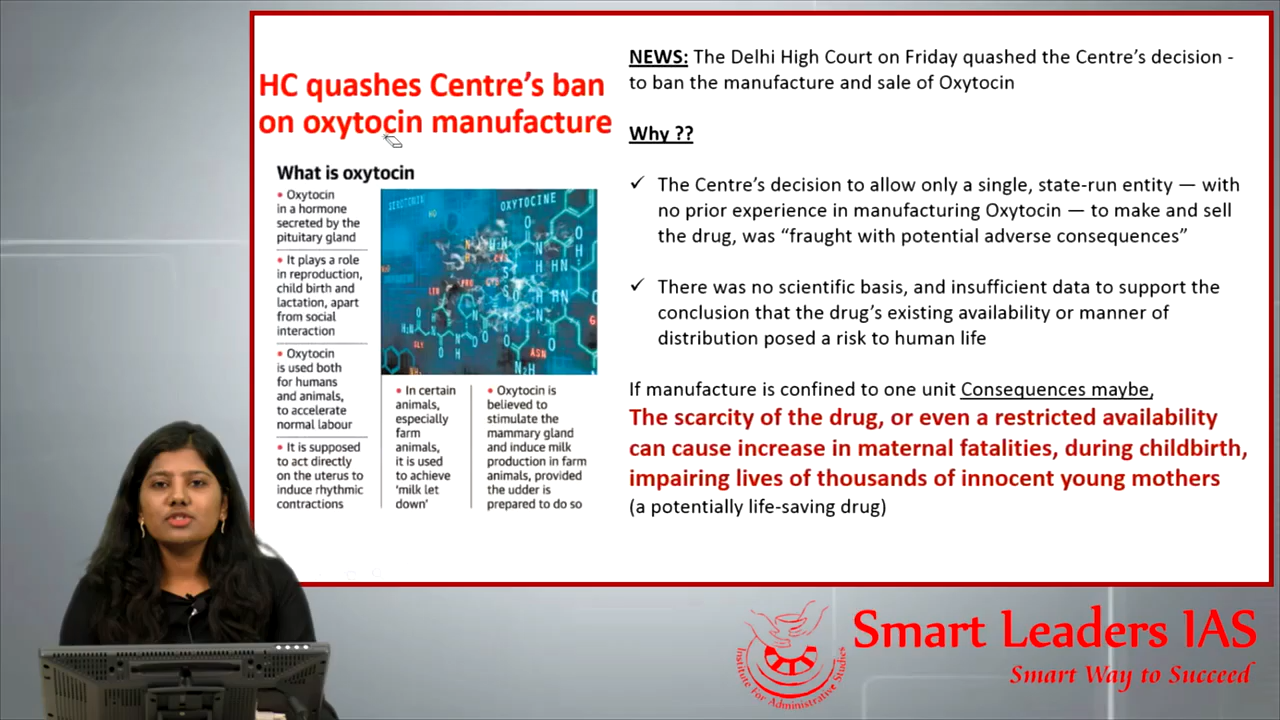 HC quashes Centre's ban
on oxytocin manufacture
What is oxytocin
• Oxytocin
in a hormone
secreted by the
pituitary gland
• It plays a role
in reproduction,
child birth and
lactation, apart
from social
interaction
• Oxytocin
is used both
for humans
and animals,
to accelerate
normal labour
• It is supposed
to act directly
on the uterus to
induce rhythmic
contractions
SEROTONIN
OXYTOCINE
• In certain
animals,
especially
farm
animals,
it is used
to achieve
'milk let
down'
• Oxytocin is
believed to
stimulate the
mammary gland
and induce milk
production in farm
animals, provided
the udder is
prepared to do so
NEWS: The Delhi High Court on Friday quashed the Centre's decision -
to ban the manufacture and sale of Oxytocin
Why ??
✓ The Centre's decision to allow only a single, state-run entity — with
no prior experience in manufacturing Oxytocin — to make and sell
the drug, was “fraught with potential adverse consequences”
✓ There was no scientific basis, and insufficient data to support the
conclusion that the drug's existing availability or manner of
distribution posed a risk to human life
If manufacture is confined to one unit Consequences maybe,
The scarcity of the drug, or even a restricted availability
can cause increase in maternal fatalities, during childbirth,
impairing lives of thousands of innocent young mothers
(a potentially life-saving drug)
Institute For Administrative Studies
Smart Leaders IAS
Smart Way to Succeed